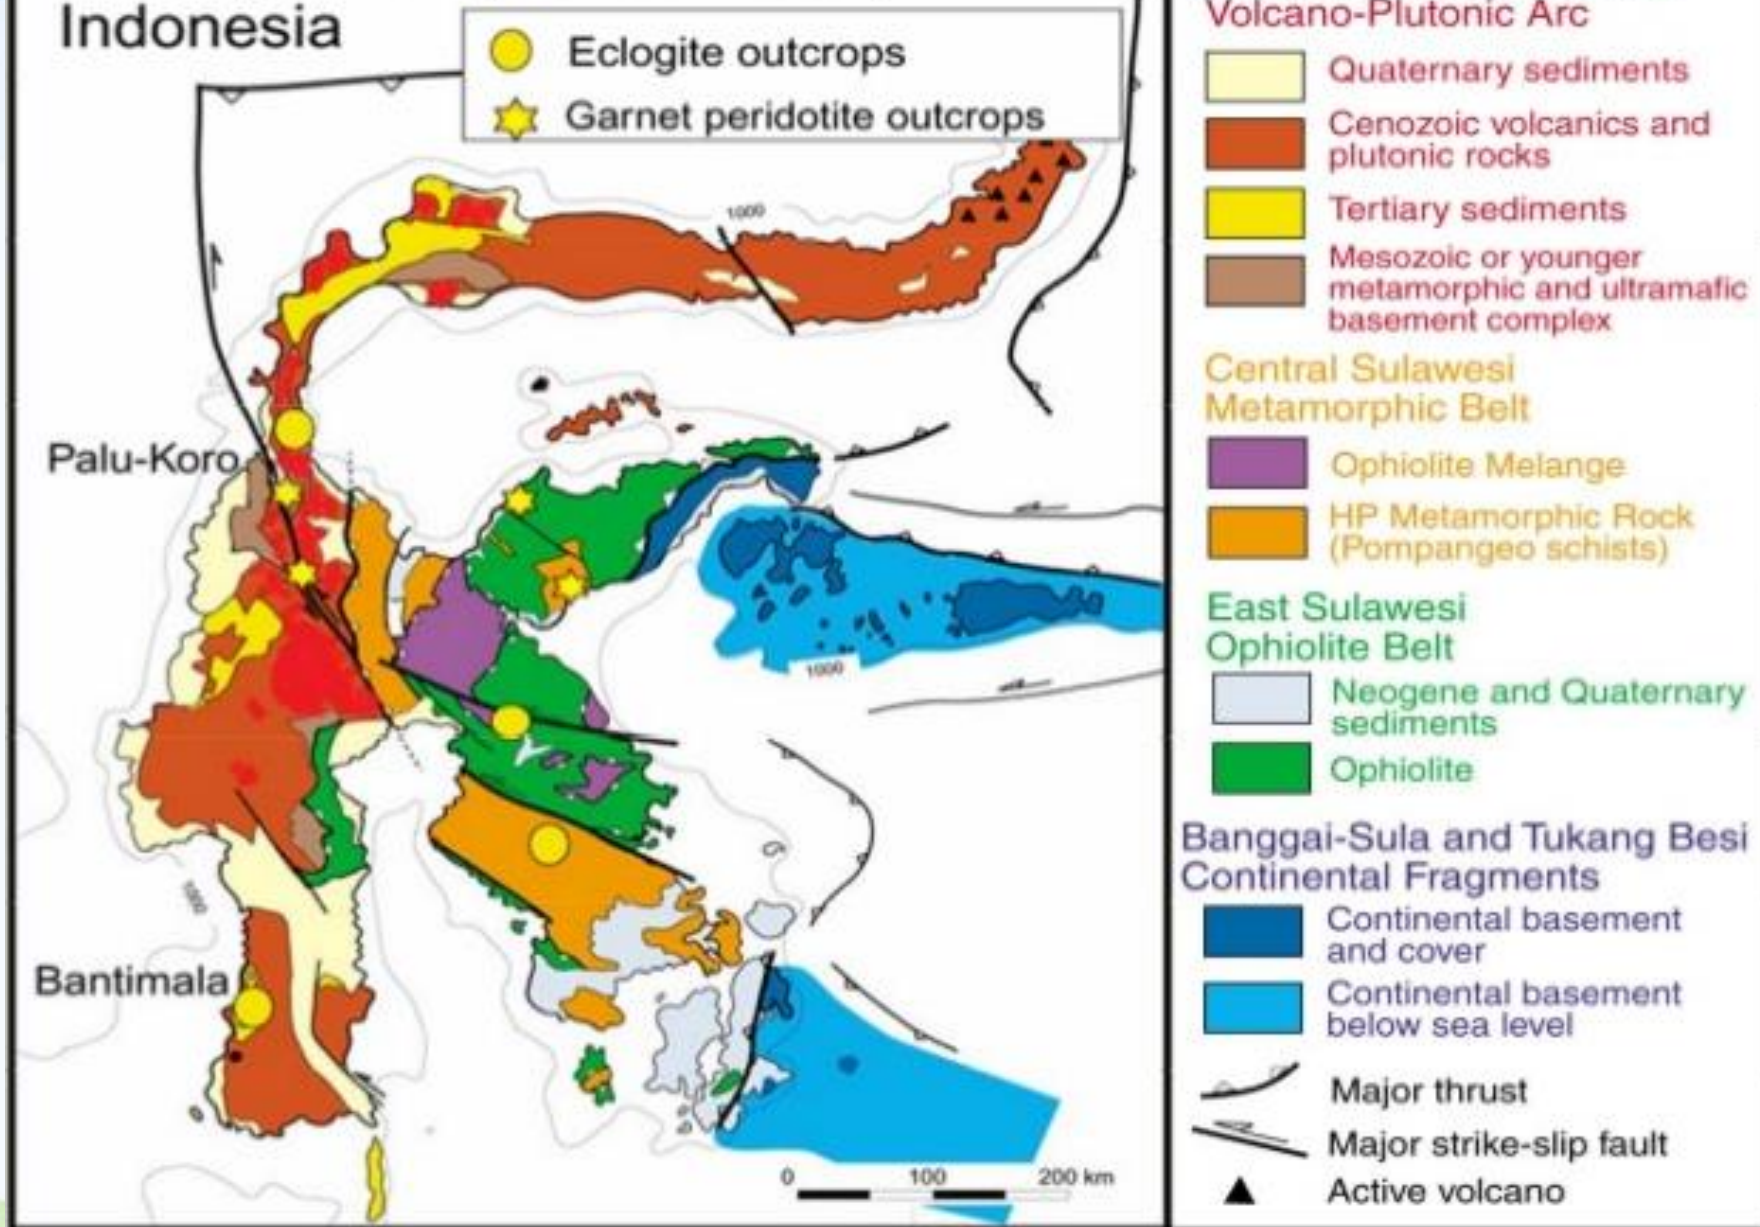 Indonesia
Eclogite outcrops
Garnet peridotite outcrops
1000
Palu-Koro
1000
1000
Bantimala
0 100 200 km
Volcano-Plutonic Arc
Quaternary sediments
Cenozoic volcanics and
plutonic rocks
Tertiary sediments
Mesozoic or younger
metamorphic and ultramafic
basement complex
Central Sulawesi
Metamorphic Belt
Ophiolite Melange
HP Metamorphic Rock
(Pompangeo schists)
East Sulawesi
Ophiolite Belt
Neogene and Quaternary
sediments
Ophiolite
Banggai-Sula and Tukang Besi
Continental Fragments
Continental basement
and cover
Continental basement
below sea level
Major thrust
Major strike-slip fault
Active volcano